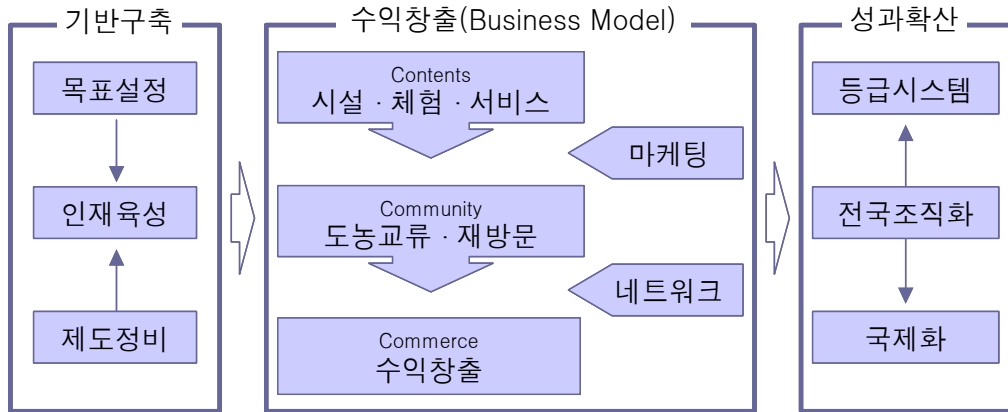 기반구축
목표설정
인재육성
제도정비
수익창출(Business Model)
Contents
시설 · 체험 · 서비스
마케팅
Community
도농교류 · 재방문
네트워크
Commerce
수익창출
성과확산
등급시스템
전국조직화
국제화